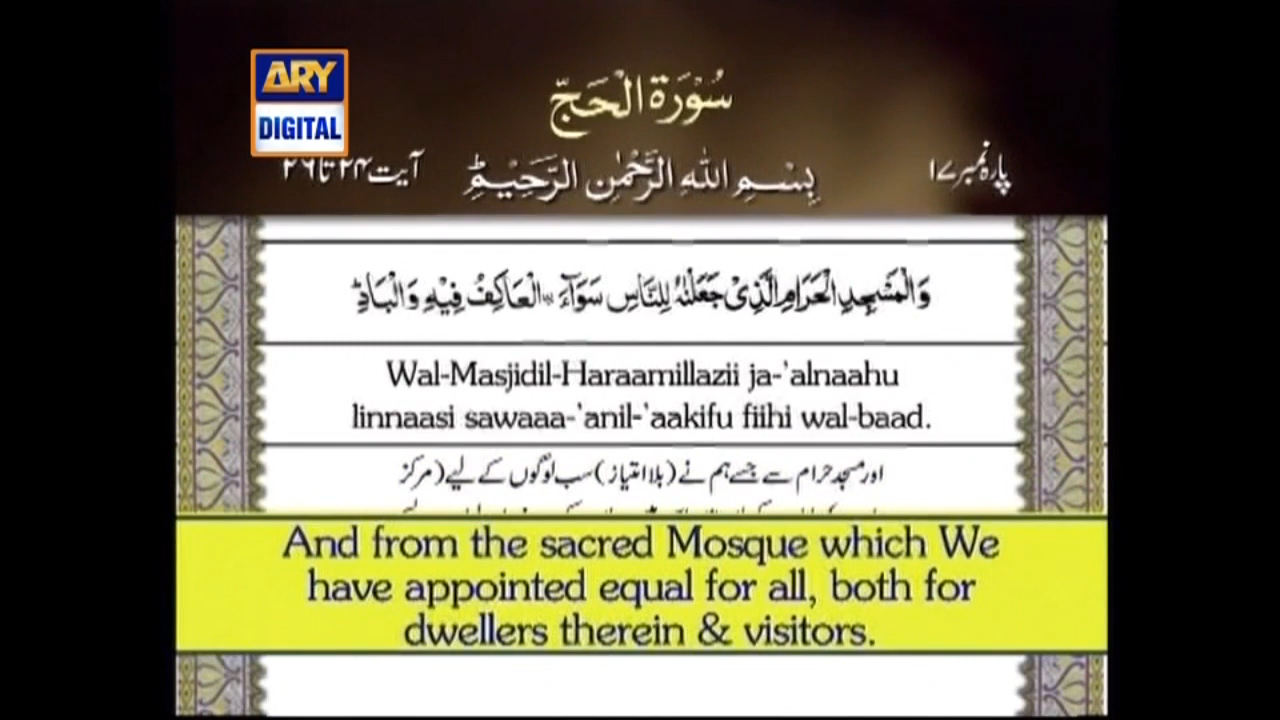 ARY
DIGITAL
سُوْرَةُ الْحَجّ
پارہ نمبر ۱۷
بِسْمِ اللّٰهِ الرَّحْمٰنِ الرَّحِيْمِؕ
آیت ۲۴ تا ۲۶
وَالْمَسْجِدِ الْحَرَامِ الَّذِیْ جَعَلْنٰهُ لِلنَّاسِ سَوَآءَ ۨالْعَاكِفُ فِیْهِ وَالْبَادِؕ
Wal-Masjidil-Haraamillazii ja-'alnaahu
linnaasi sawaaa-'anil-'aakifu fiihi wal-baad.
اور مسجد حرام سے جسے ہم نے (بلا امتیاز) سب لوگوں کے لیے (مرکز
And from the sacred Mosque which We
have appointed equal for all, both for
dwellers therein & visitors.